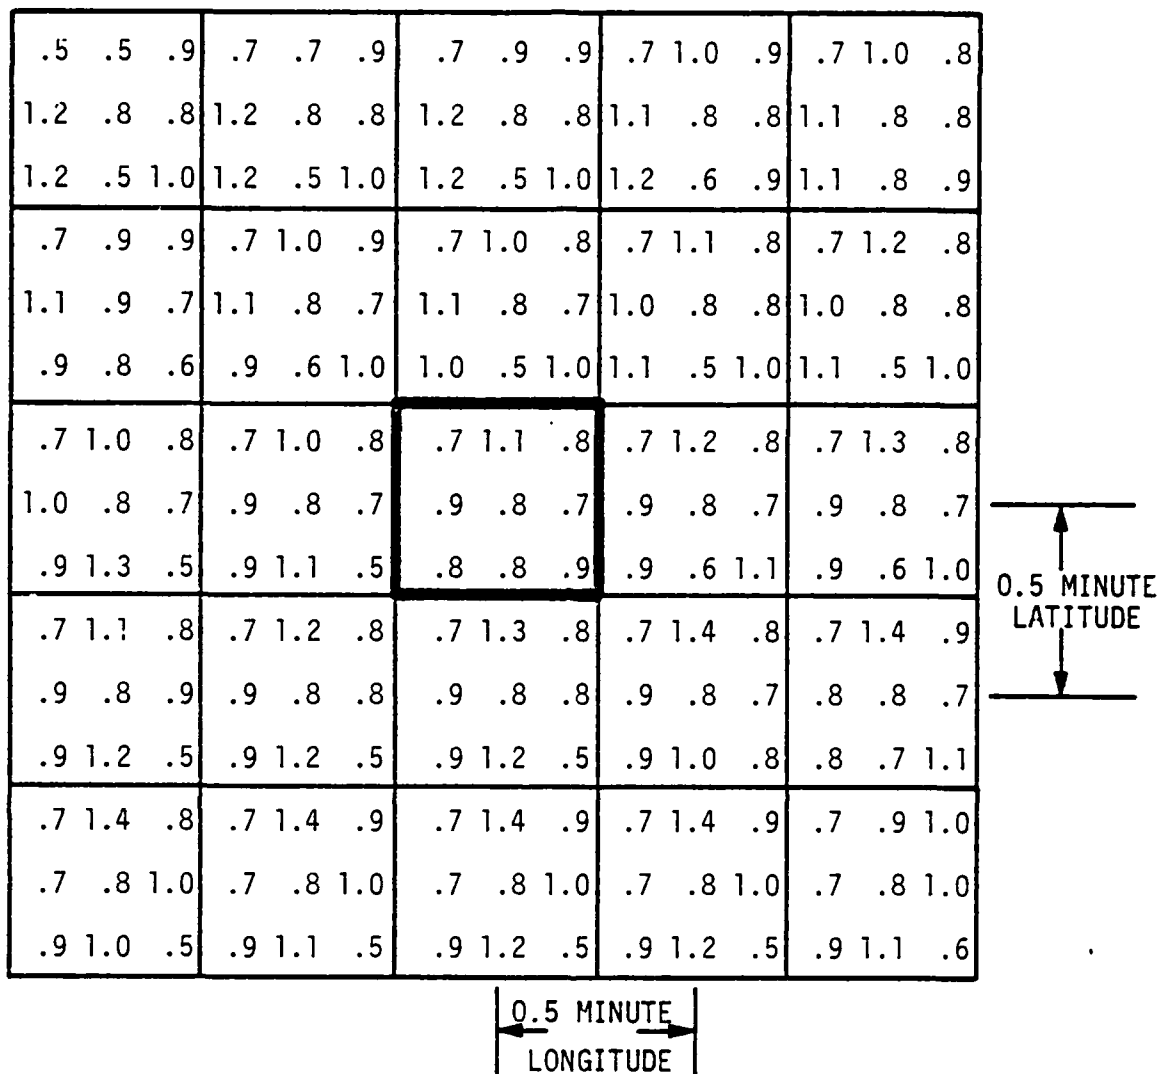 .5 .5 .9 .7 .7 .9 .7 .9 .9 .7 1.0 .9 .7 1.0 .8
1.2 .8 .8 1.2 .8 .8 1.2 .8 .8 1.1 .8 .8 1.1 .8 .8
1.2 .5 1.0 1.2 .5 1.0 1.2 .5 1.0 1.2 .6 .9 1.1 .8 .9
.7 .9 .9 .7 1.0 .9 .7 1.0 .8 .7 1.1 .8 .7 1.2 .8
1.1 .9 .7 1.1 .8 .7 1.1 .8 .7 1.0 .8 .8 1.0 .8 .8
.9 .8 .6 .9 .6 1.0 1.0 .5 1.0 1.1 .5 1.0 1.1 .5 1.0
.7 1.0 .8 .7 1.0 .8 .7 1.1 .8 .7 1.2 .8 .7 1.3 .8
1.0 .8 .7 .9 .8 .7 .9 .8 .7 .9 .8 .7 .9 .8 .7
.9 1.3 .5 .9 1.1 .5 .8 .8 .9 .9 .6 1.1 .9 .6 1.0
0.5 MINUTE
LATITUDE
.7 1.1 .8 .7 1.2 .8 .7 1.3 .8 .7 1.4 .8 .7 1.4 .9
.9 .8 .9 .9 .8 .8 .9 .8 .8 .9 .8 .7 .8 .8 .7
.9 1.2 .5 .9 1.2 .5 .9 1.2 .5 .9 1.0 .8 .8 .7 1.1
.7 1.4 .8 .7 1.4 .9 .7 1.4 .9 .7 1.4 .9 .7 .9 1.0
.7 .8 1.0 .7 .8 1.0 .7 .8 1.0 .7 .8 1.0 .7 .8 1.0
.9 1.0 .5 .9 1.1 .5 .9 1.2 .5 .9 1.2 .5 .9 1.1 .6
0.5 MINUTE
LONGITUDE